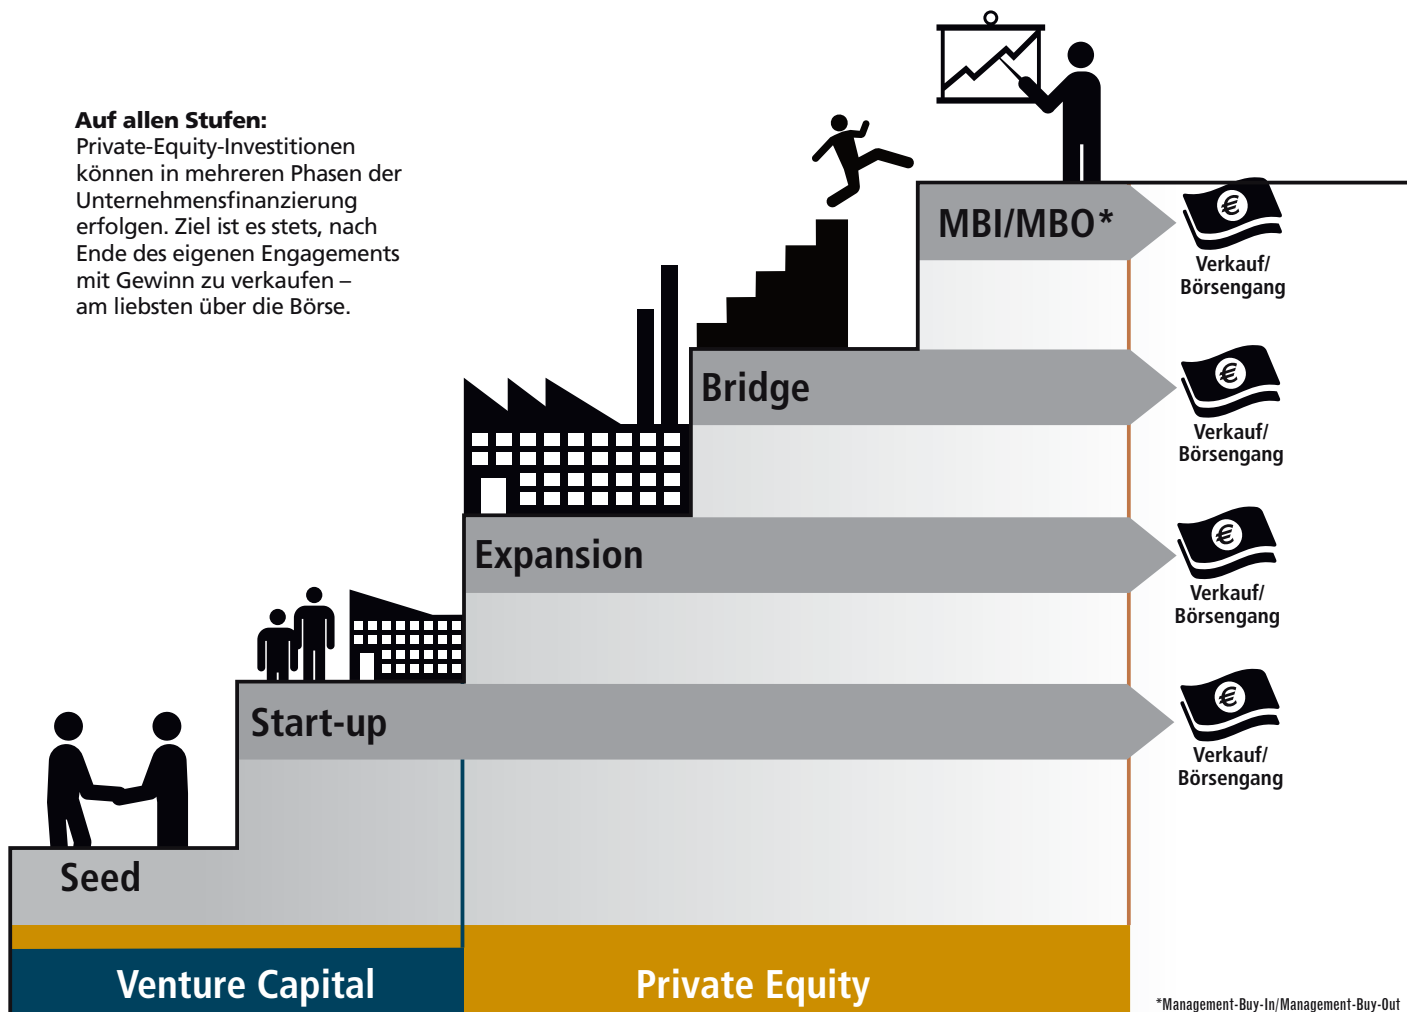 Auf allen Stufen:
Private-Equity-Investitionen
können in mehreren Phasen der
Unternehmensfinanzierung
erfolgen. Ziel ist es stets, nach
Ende des eigenen Engagements
mit Gewinn zu verkaufen –
am liebsten über die Börse.
MBI/MBO*
€
Verkauf/
Börsengang
Bridge
€
Verkauf/
Börsengang
Expansion
€
Verkauf/
Börsengang
Start-up
€
Verkauf/
Börsengang
Seed
Venture Capital
Private Equity
*Management-Buy-In/Management-Buy-Out